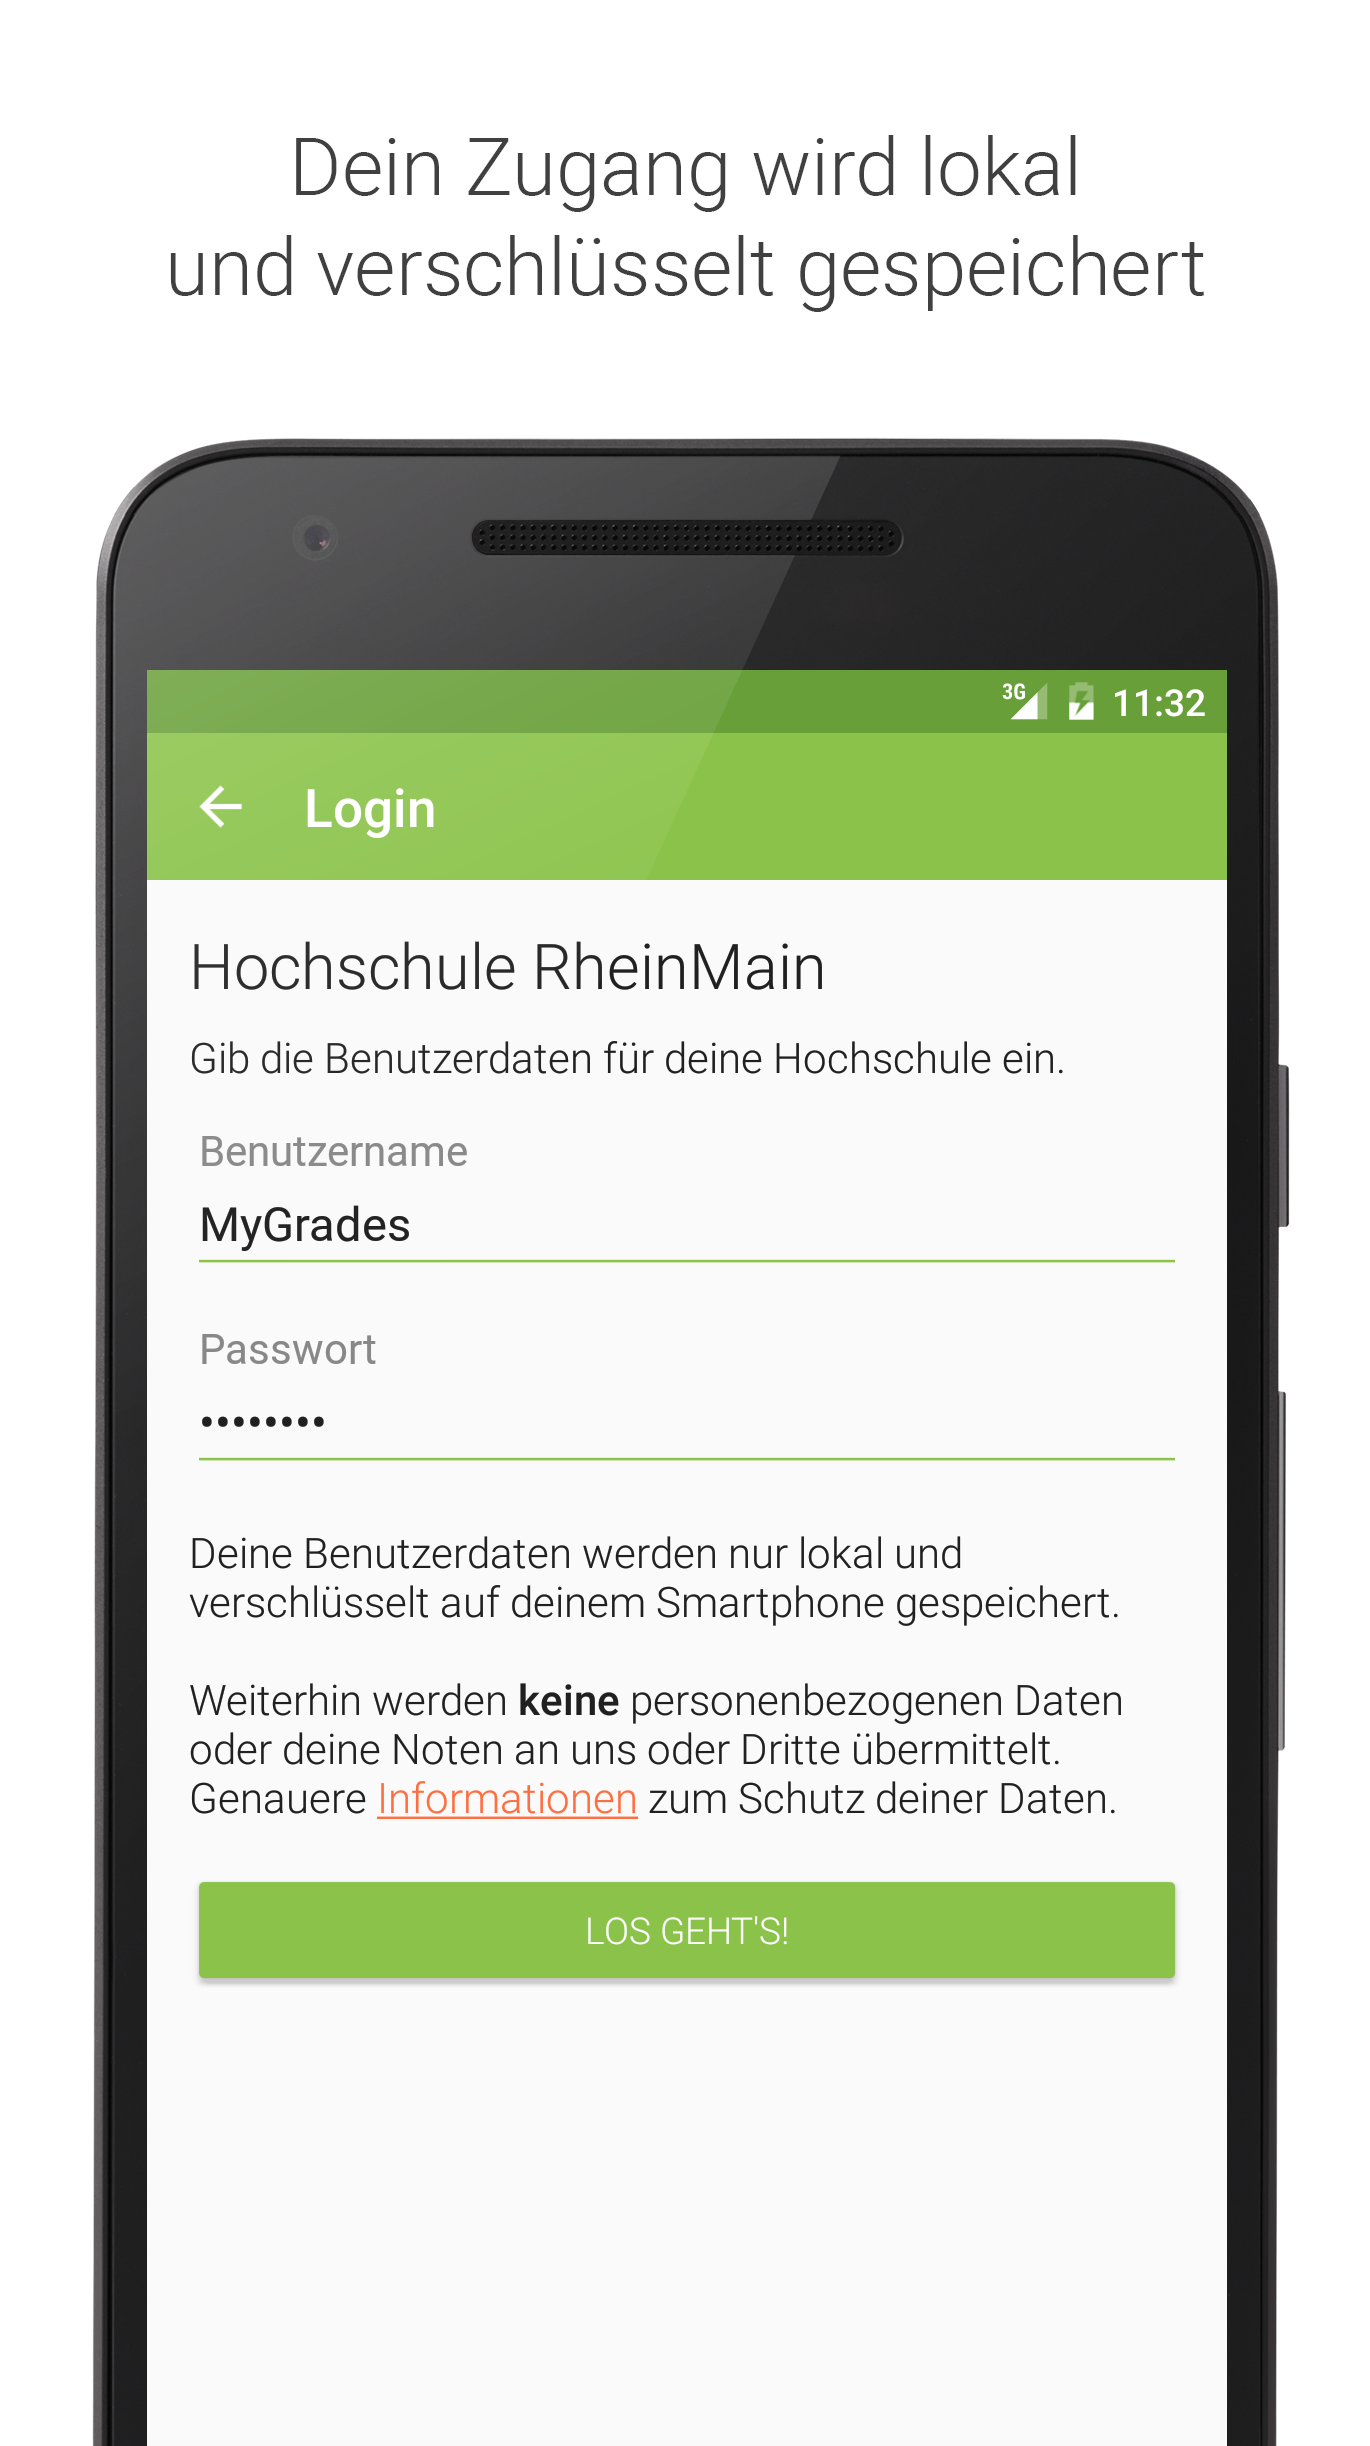 Dein Zugang wird lokal
und verschlüsselt gespeichert
3G 11:32
Login
Hochschule RheinMain
Gib die Benutzerdaten für deine Hochschule ein.
Benutzername
MyGrades
Passwort
••••••••
Deine Benutzerdaten werden nur lokal und
verschlüsselt auf deinem Smartphone gespeichert.
Weiterhin werden keine personenbezogenen Daten
oder deine Noten an uns oder Dritte übermittelt.
Genauere Informationen zum Schutz deiner Daten.
LOS GEHT'S!